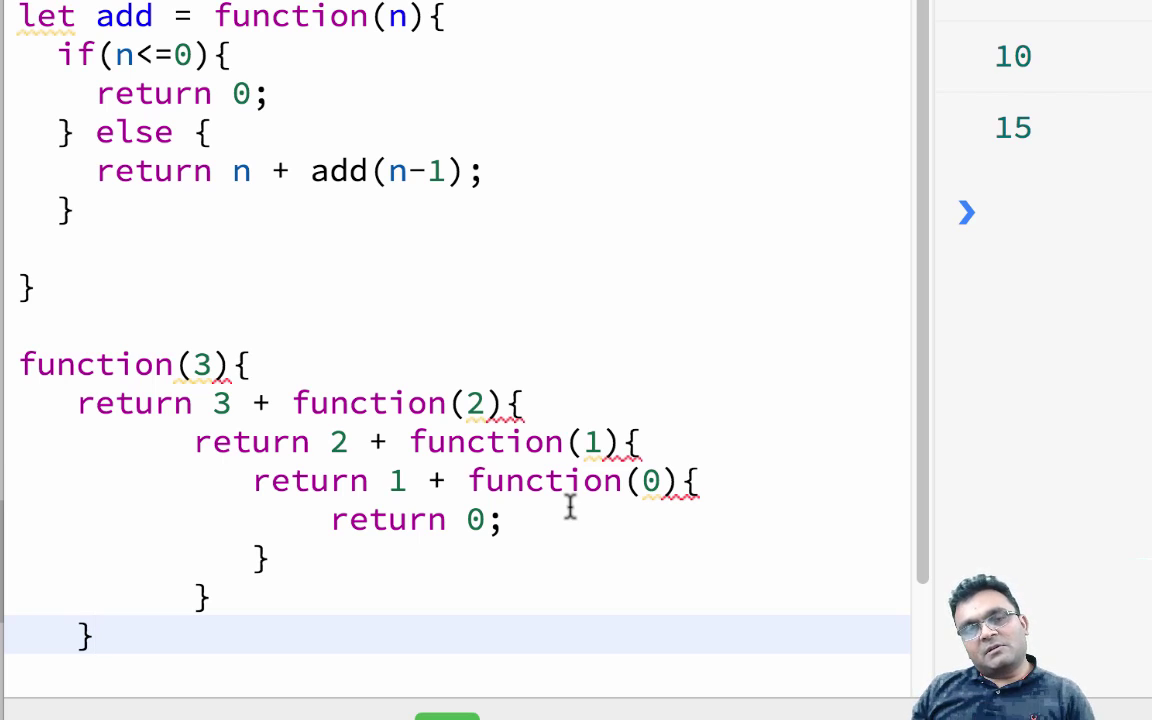 let add = function(n){
if(n<=0){
return 0;
} else {
return n + add(n-1);
}
}
function(3){
return 3 + function(2){
return 2 + function(1){
return 1 + function(0){
return 0;
}
}
}
10
15